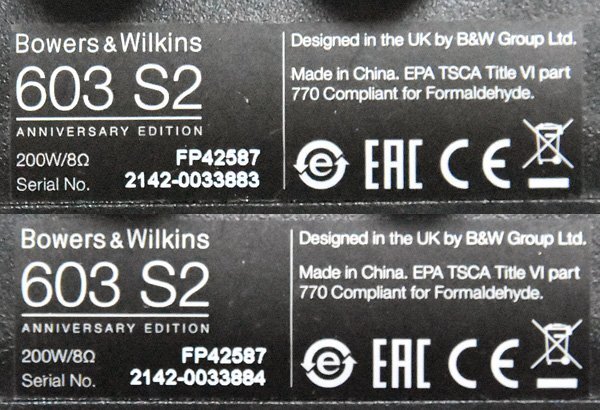 Bowers & Wilkins
603 S2
ANNIVERSARY EDITION
200W/8Ω FP42587
Serial No. 2142-0033883
Designed in the UK by B&W Group Ltd.
Made in China. EPA TSCA Title VI part
770 Compliant for Formaldehyde.
e EAC CE
Bowers & Wilkins
603 S2
ANNIVERSARY EDITION
200W/8Ω FP42587
Serial No. 2142-0033884
Designed in the UK by B&W Group Ltd.
Made in China. EPA TSCA Title VI part
770 Compliant for Formaldehyde.
e EAC CE